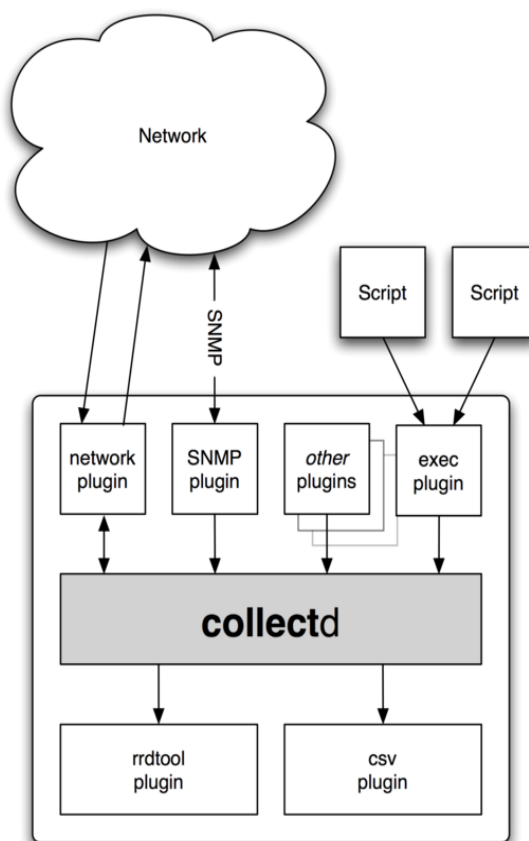 Network
Script
Script
SNMP
network
plugin
SNMP
plugin
other
plugins
exec
plugin
collectd
rrdtool
plugin
csv
plugin